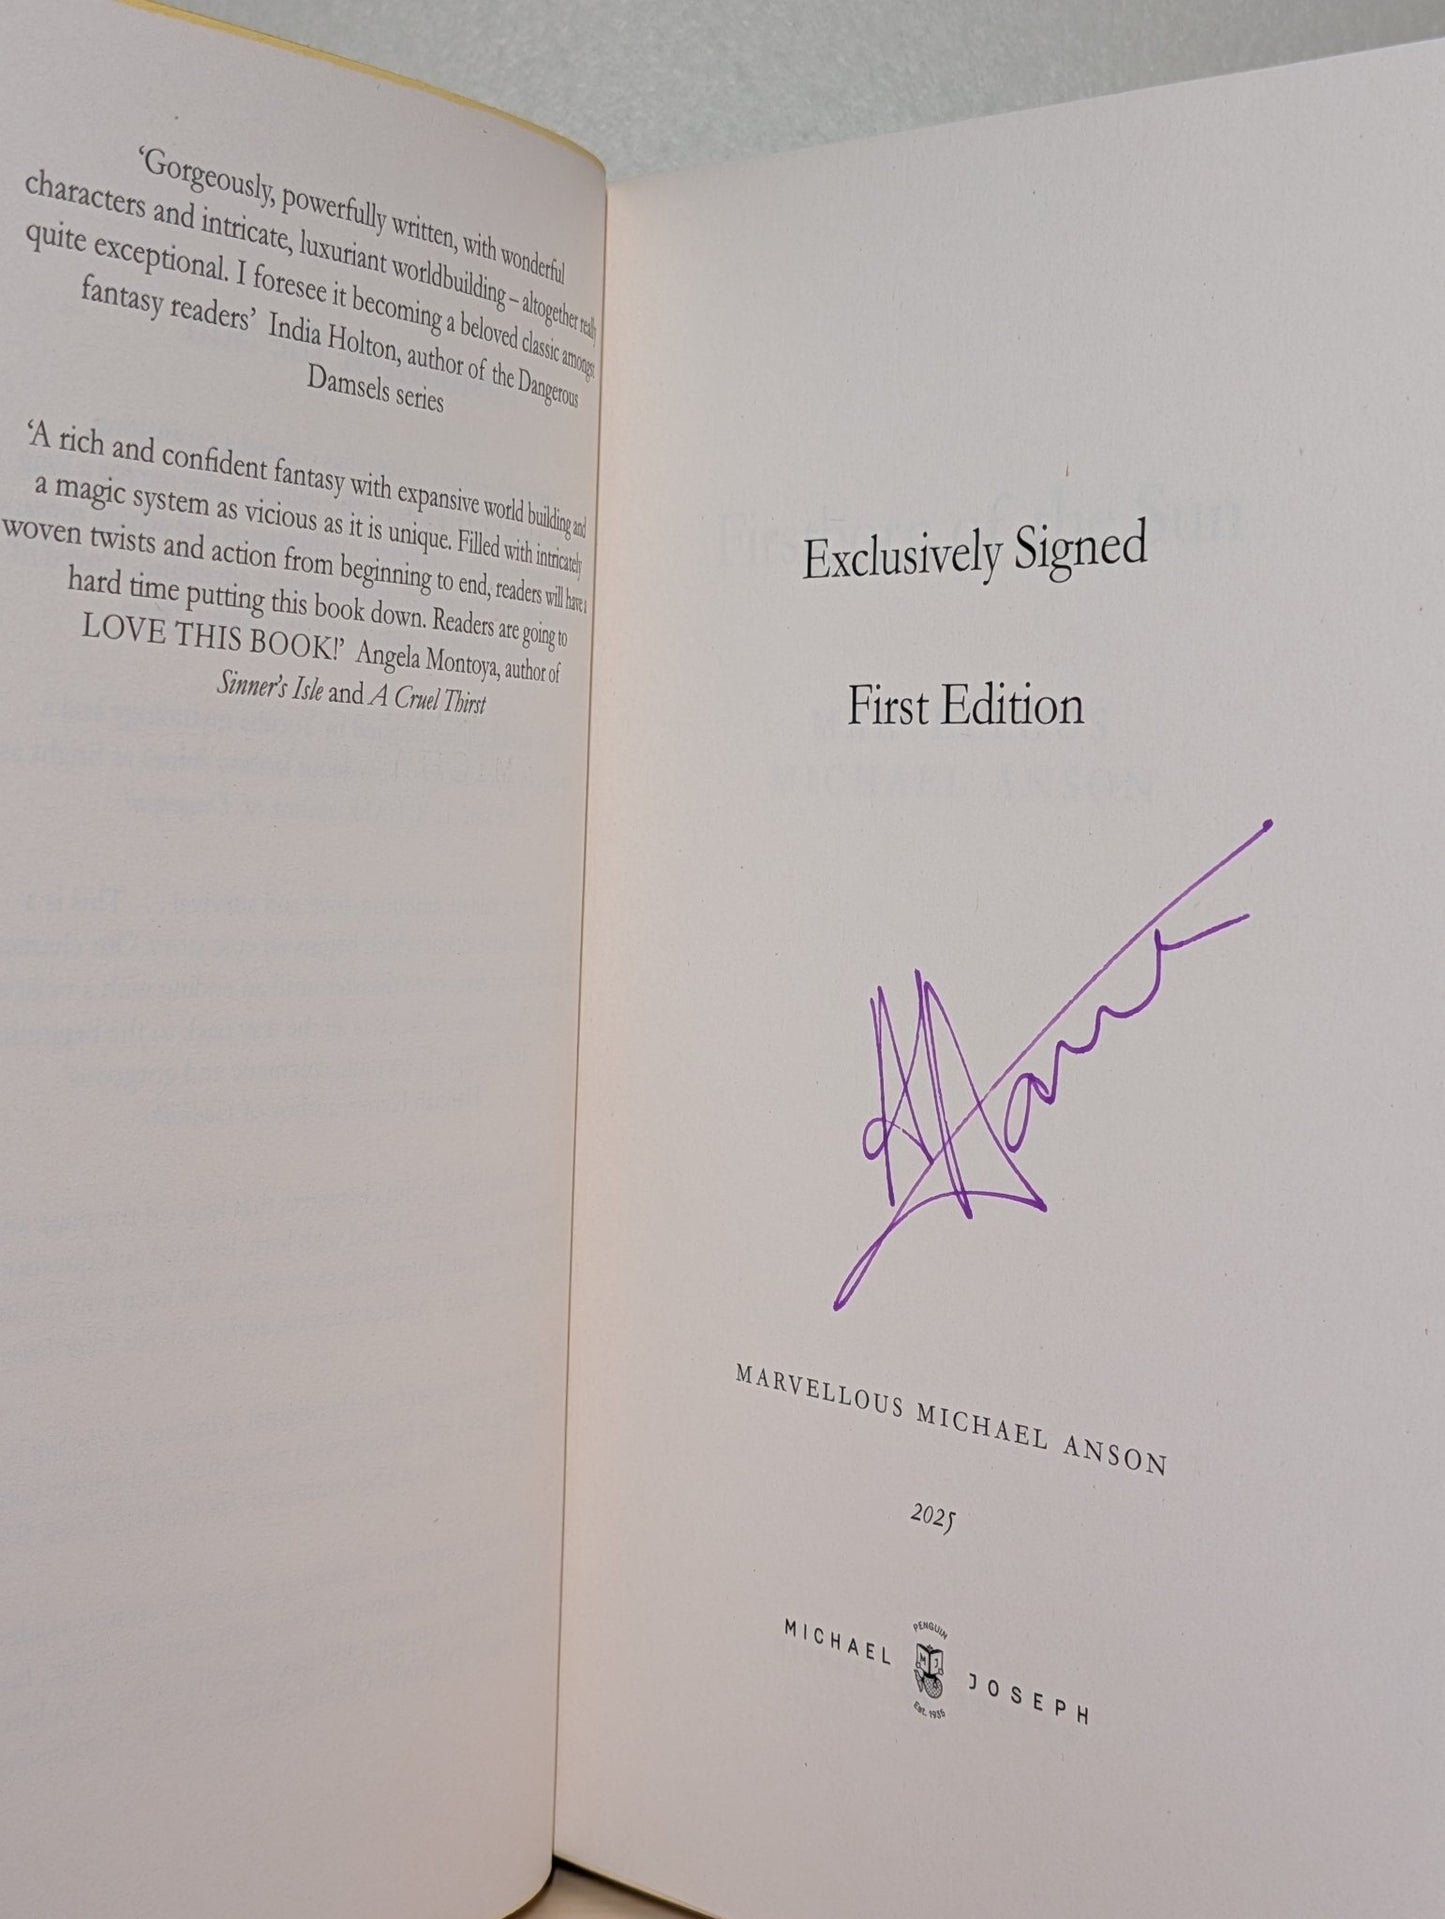 ‘Gorgeously, powerfully written, with wonderful
characters and intricate, luxuriant worldbuilding – altogether really
quite exceptional. I foresee it becoming a beloved classic amongst
fantasy readers’ India Holton, author of the Dangerous
Damsels series
‘A rich and confident fantasy with expansive world building and
a magic system as vicious as it is unique. Filled with intricately
woven twists and action from beginning to end, readers will have a
hard time putting this book down. Readers are going to
LOVE THIS BOOK!’ Angela Montoya, author of
Sinner’s Isle and A Cruel Thirst
Exclusively Signed
First Edition
MARVELLOUS MICHAEL ANSON
2025
MICHAEL JOSEPH
PENGUIN
MJ
Est. 1935